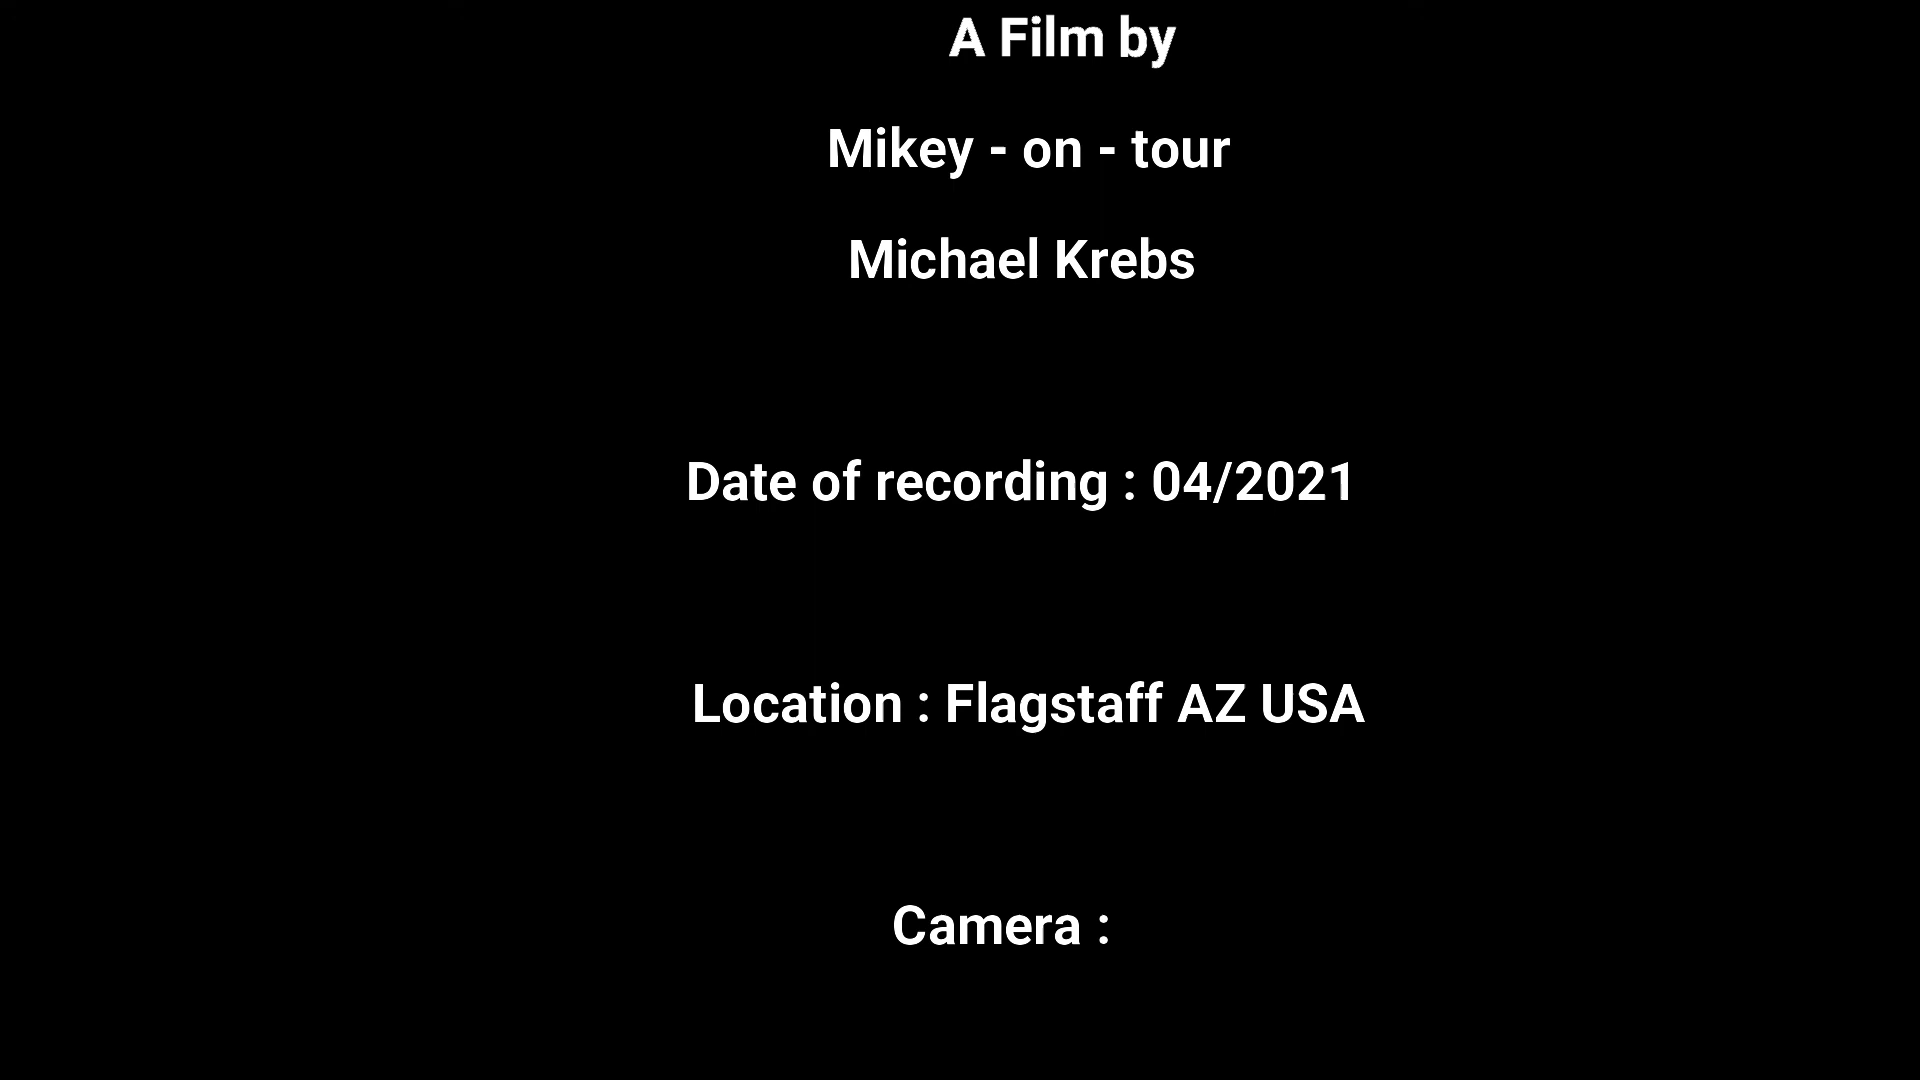 A Film by
Mikey - on - tour
Michael Krebs
Date of recording : 04/2021
Location : Flagstaff AZ USA
Camera :